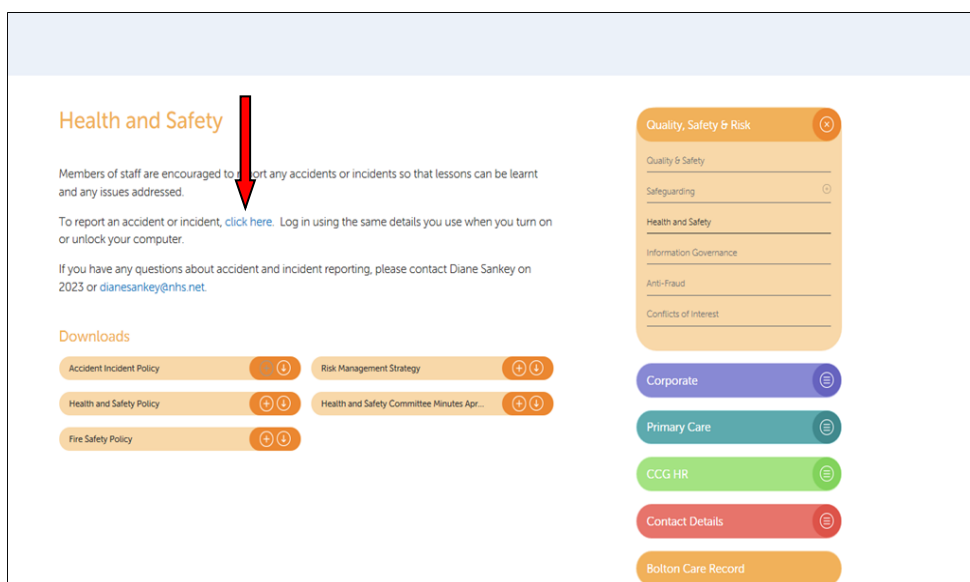 Health and Safety
Members of staff are encouraged to report any accidents or incidents so that lessons can be learnt
and any issues addressed.
To report an accident or incident, click here. Log in using the same details you use when you turn on
or unlock your computer.
If you have any questions about accident and incident reporting, please contact Diane Sankey on
2023 or dianesankey@nhs.net.
Downloads
Accident Incident Policy
Risk Management Strategy
Health and Safety Policy
Health and Safety Committee Minutes Apr...
Fire Safety Policy
Quality, Safety & Risk
Quality & Safety
Safeguarding
Health and Safety
Information Governance
Anti-Fraud
Conflicts of Interest
Corporate
Primary Care
CCG HR
Contact Details
Bolton Care Record